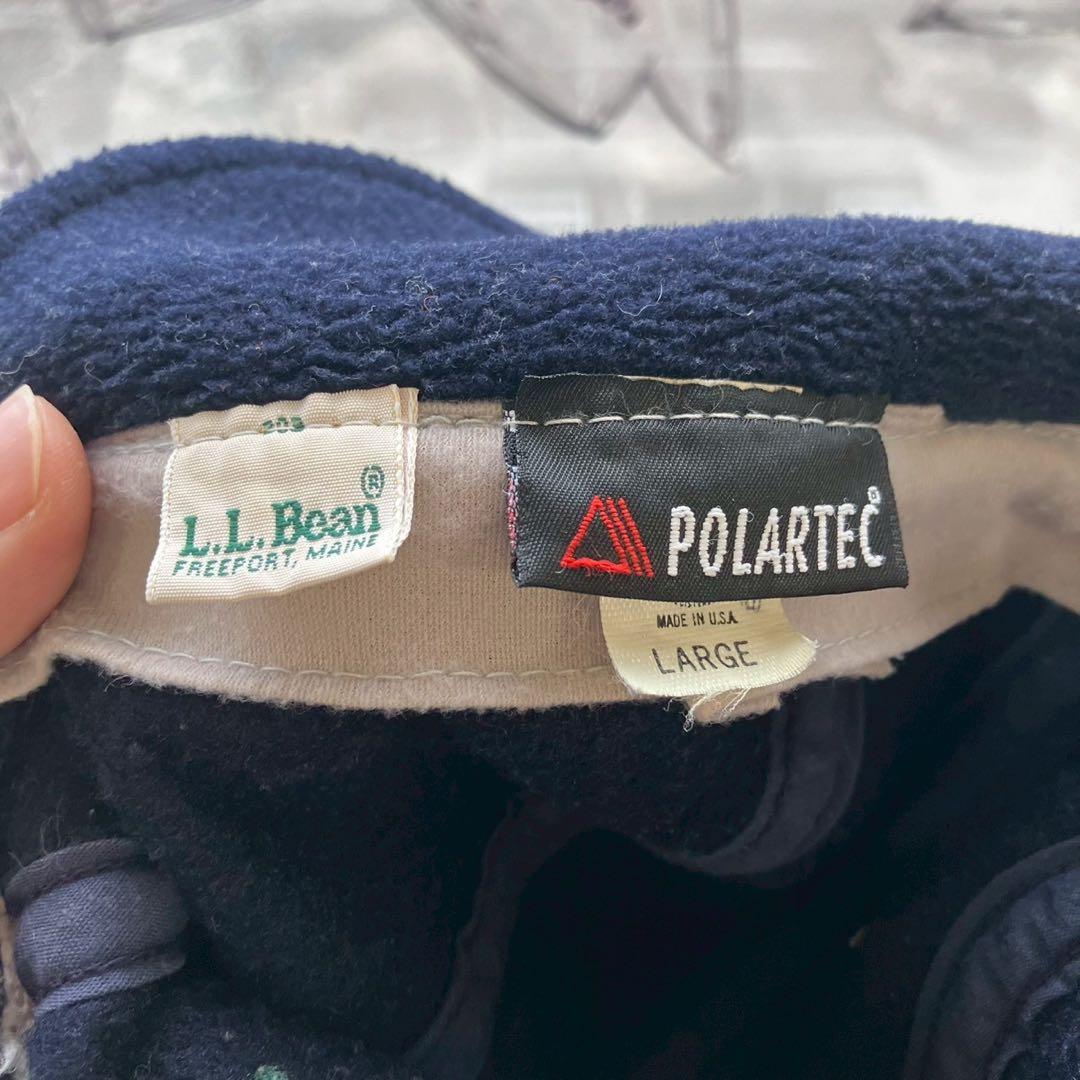 L.L.Bean®
FREEPORT, MAINE
POLARTEC®
MADE IN U.S.A.
LARGE